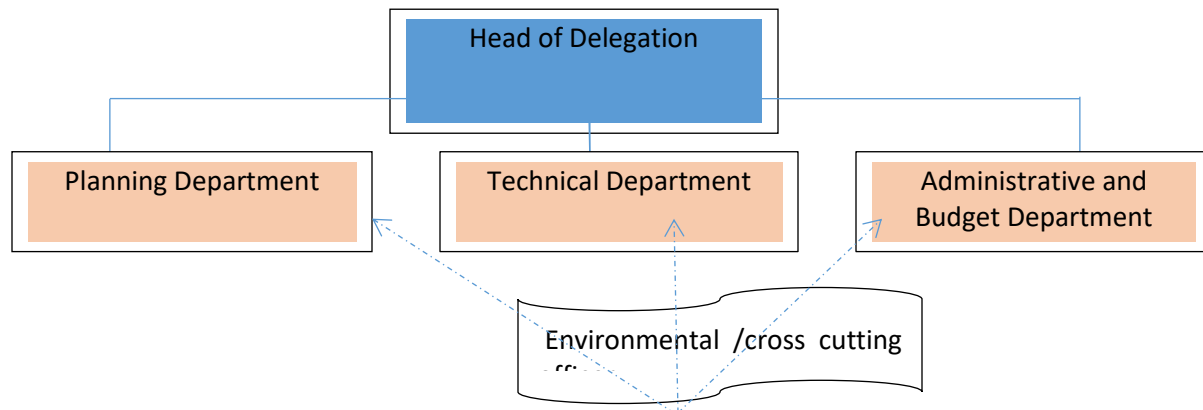 Head of Delegation
Planning Department
Technical Department
Administrative and
Budget Department
Environmental /cross cutting